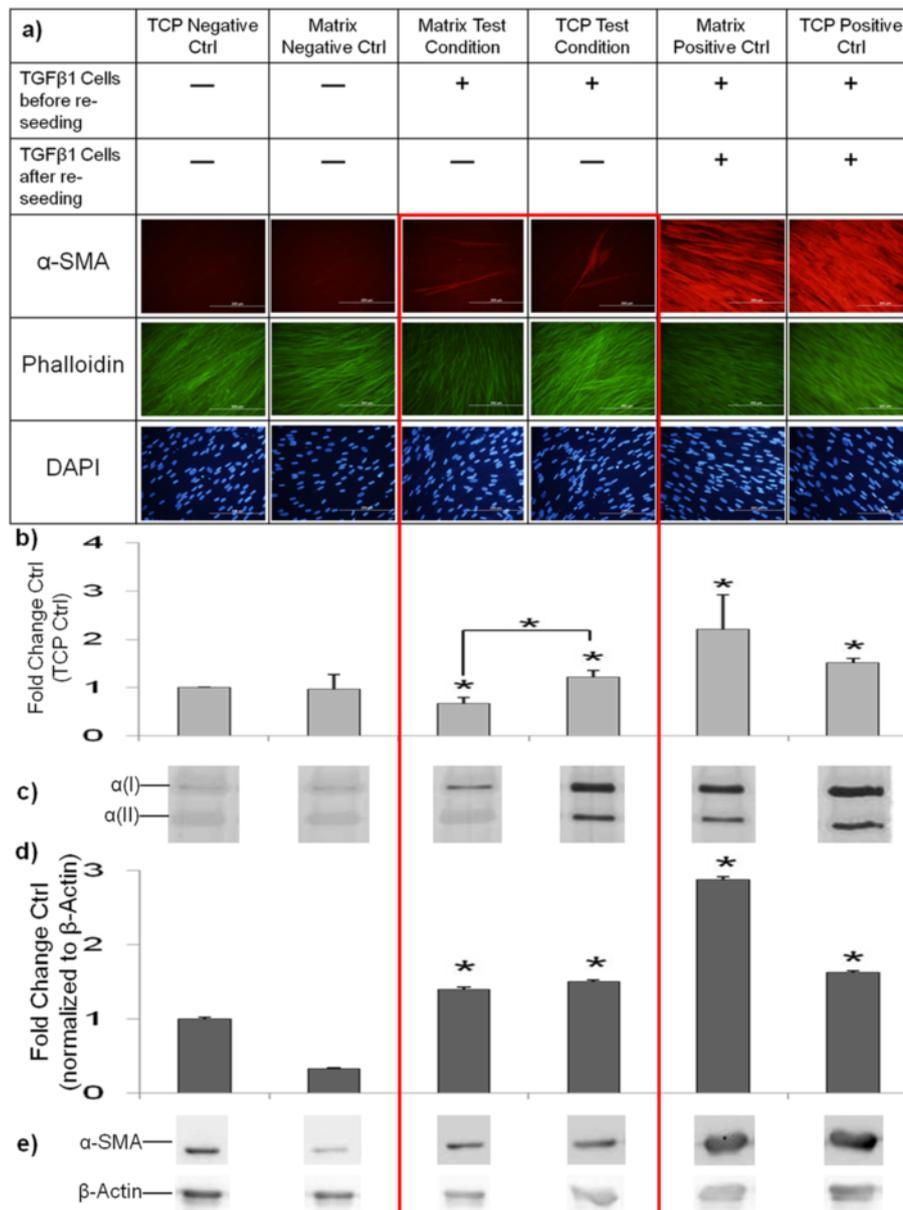 a)
TCP Negative
Ctrl
Matrix
Negative Ctrl
Matrix Test
Condition
TCP Test
Condition
Matrix
Positive Ctrl
TCP Positive
Ctrl
TGFβ1 Cells
before re-
seeding
— — + + + +
TGFβ1 Cells
after re-
seeding
— — — — + +
α-SMA
Phalloidin
DAPI
b)
Fold Change Ctrl
(TCP Ctrl)
4
3
2
1
0
*
*
*
*
*
c)
α(I)
α(II)
d)
Fold Change Ctrl
(normalized to β-Actin
3
2
1
0
*
*
*
*
e)
α-SMA
β-Actin